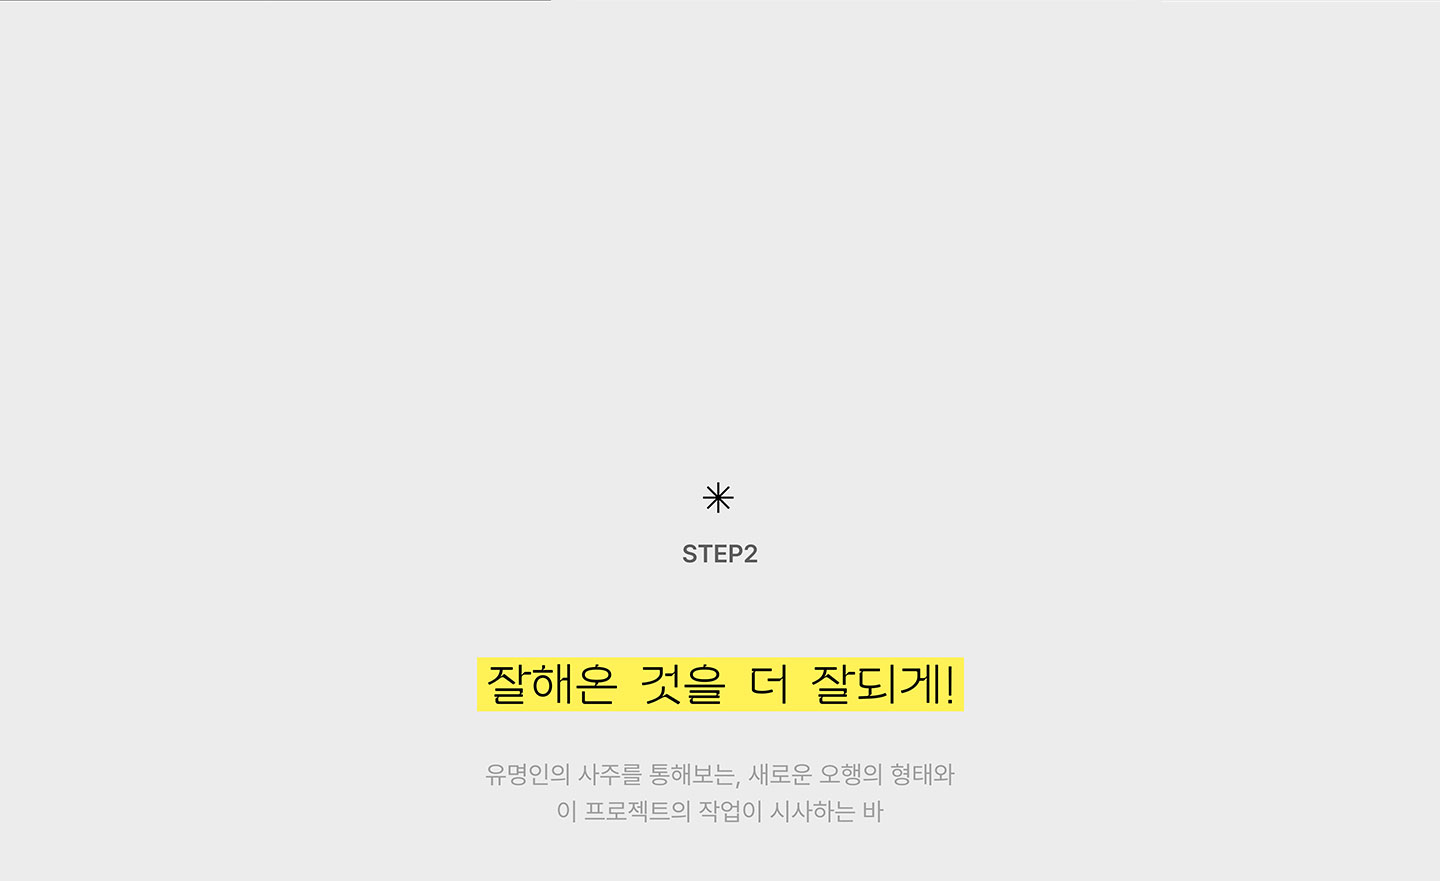 STEP2
잘해온 것을 더 잘되게!
유명인의 사주를 통해보는, 새로운 오행의 형태와
이 프로젝트의 작업이 시사하는 바